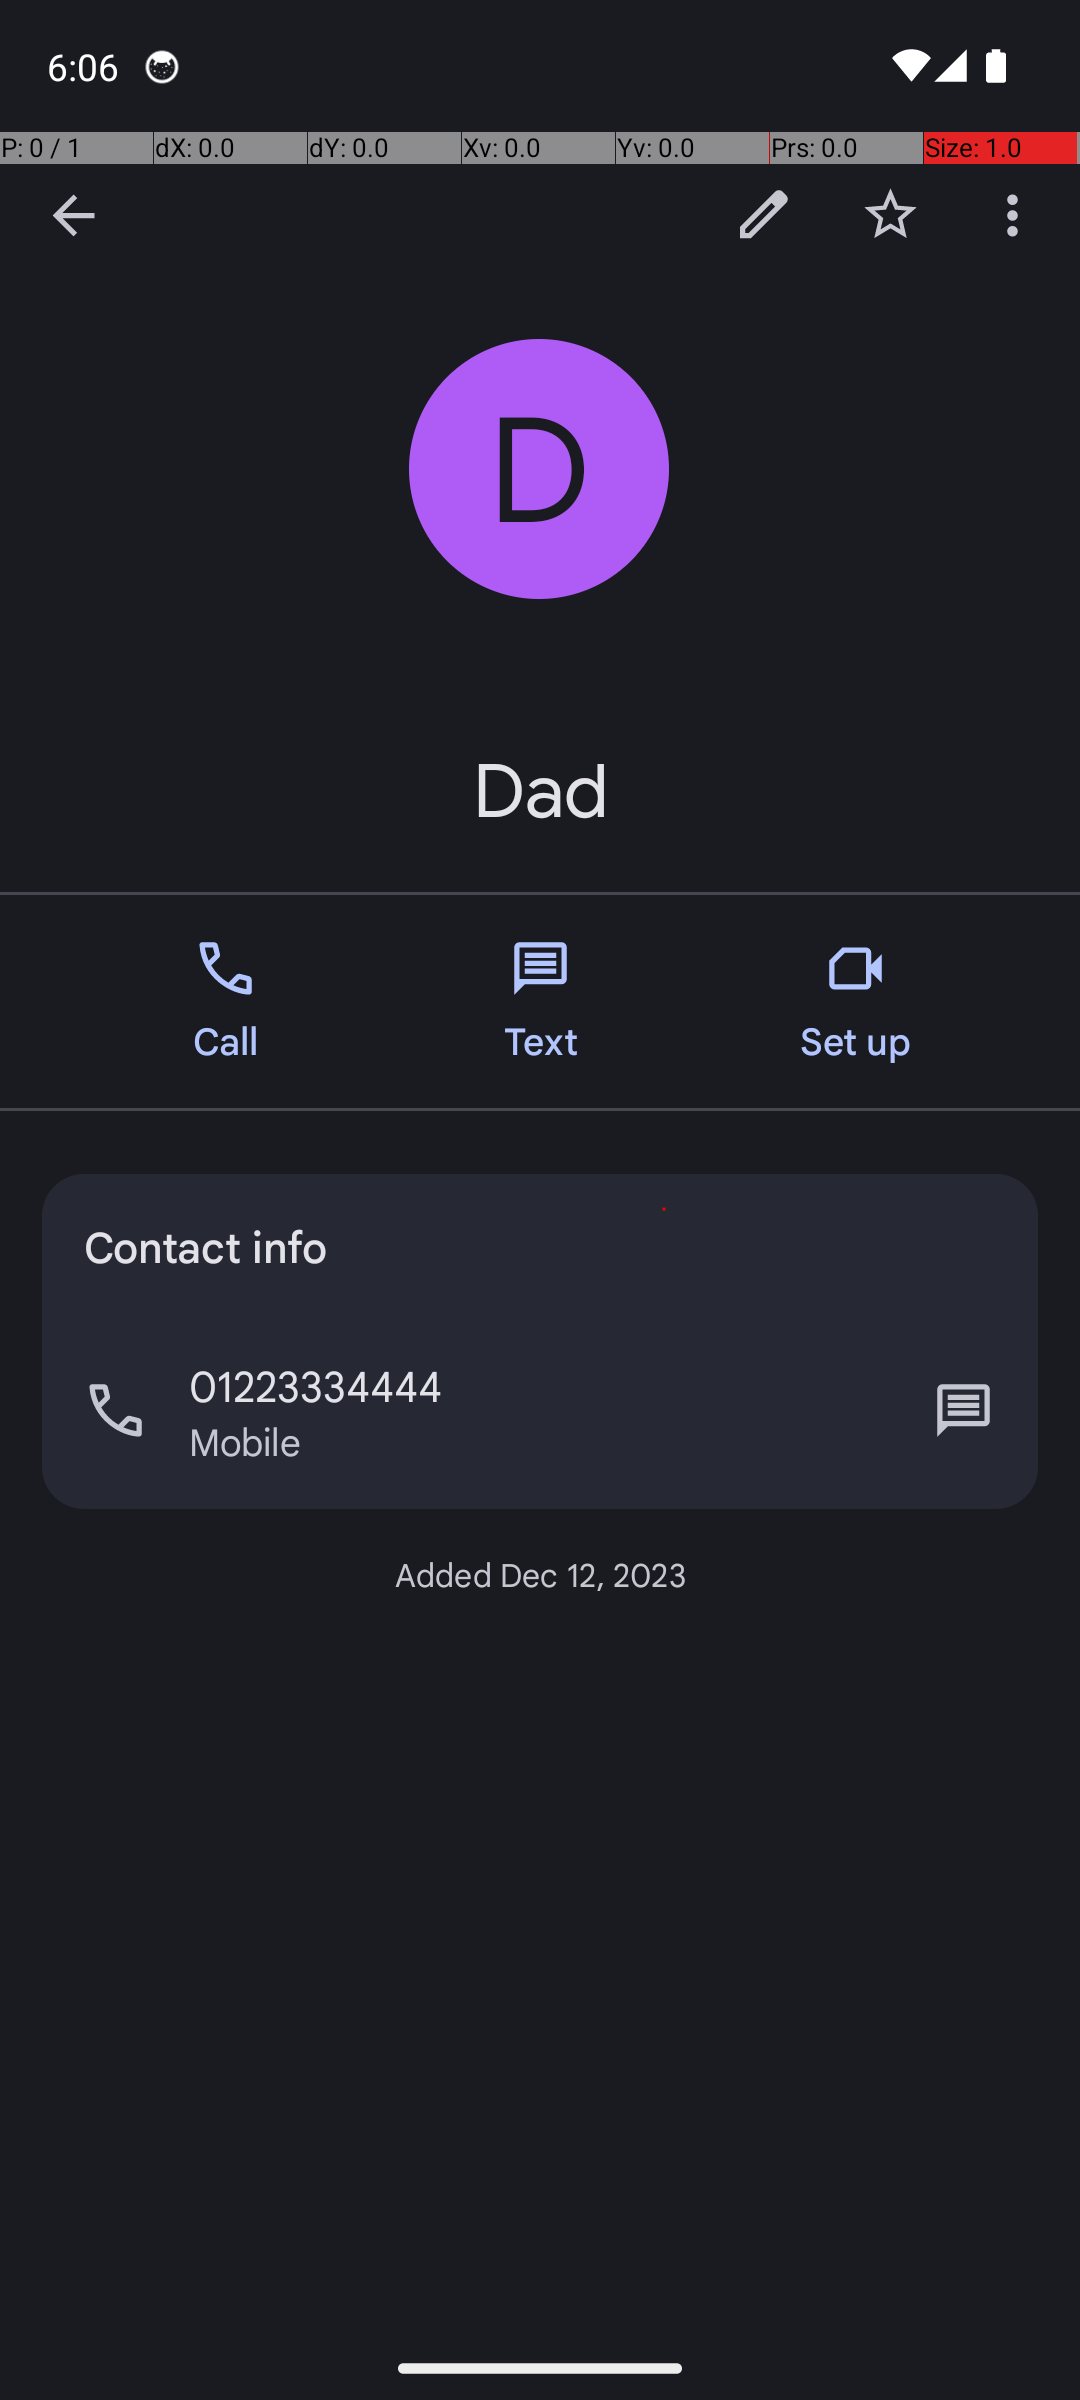 6:06
P: 0 / 1 dX: 0.0 dY: 0.0 Xv: 0.0 Yv: 0.0 Prs: 0.0 Size: 1.0
D
Dad
Call Text Set up
Contact info
01223334444
Mobile
Added Dec 12, 2023